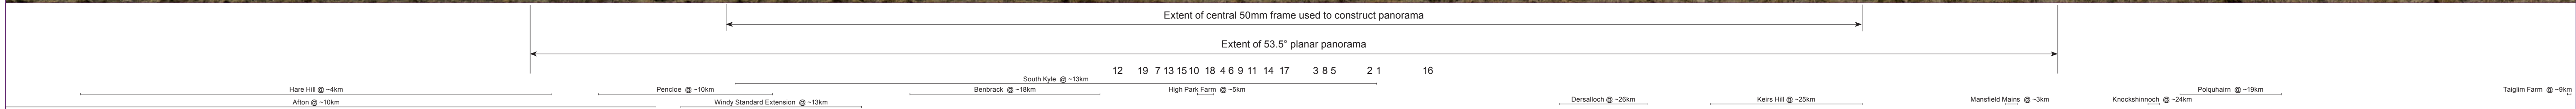 Extent of central 50mm frame used to construct panorama
Extent of 53.5° planar panorama
12 19 7 13 15 10 18 4 6 9 11 14 17 3 8 5 2 1 16
South Kyle @ ~13km
Hare Hill @ ~4km Pencloe @ ~10km Benbrack @ ~18km High Park Farm @ ~5km Polquhairn @ ~19km Taiglim Farm @ ~9km
Afton @ ~10km Windy Standard Extension @ ~13km Dersalloch @ ~26km Keirs Hill @ ~25km Mansfield Mains @ ~3km Knockshinnoch @ ~24km